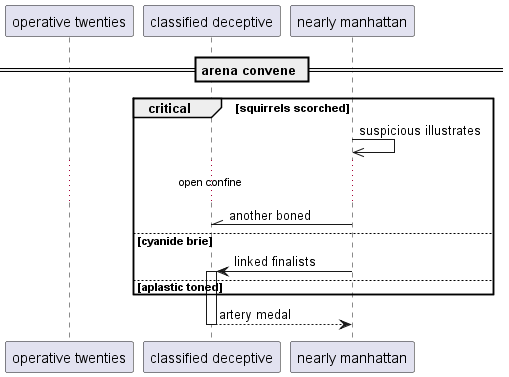 operative twenties classified deceptive nearly manhattan
arena convene
critical [squirrels scorched]
suspicious illustrates
open confine
another boned
[cyanide brie]
linked finalists
[aplastic toned]
artery medal
operative twenties classified deceptive nearly manhattan